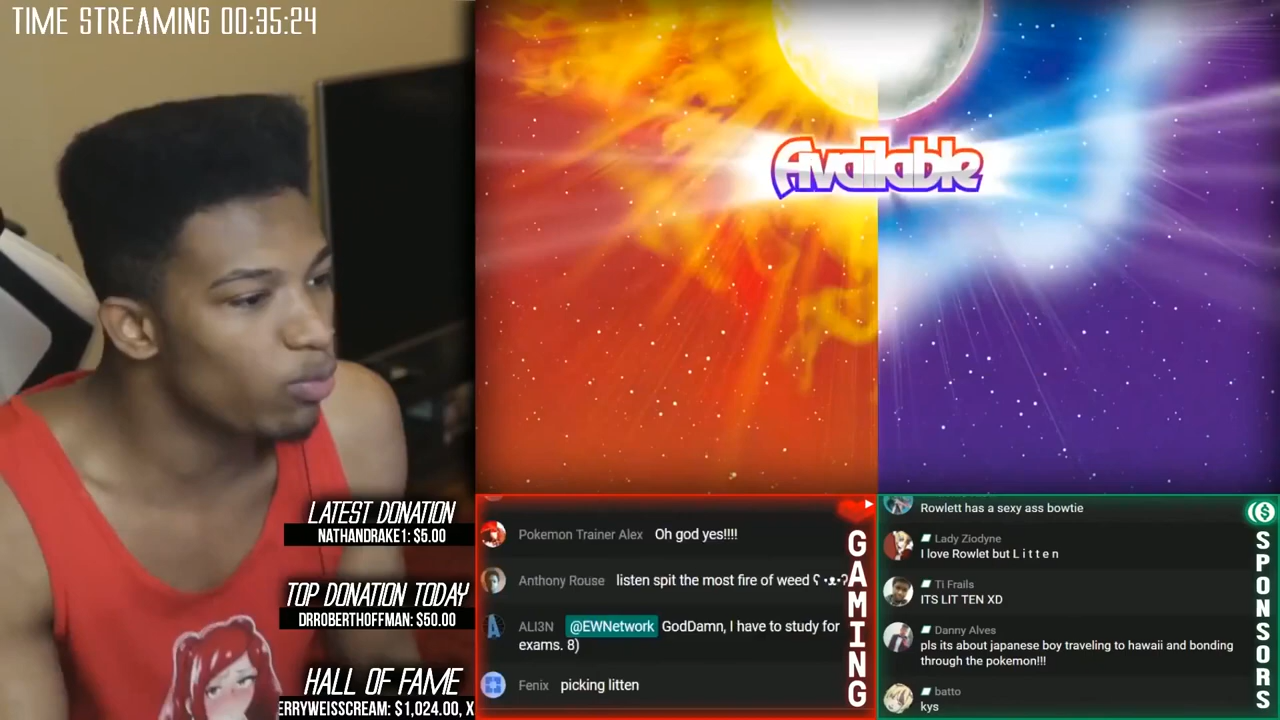 TIME STREAMING 00:35:24
Available
LATEST DONATION
NATHANDRAKE1: $5.00
TOP DONATION TODAY
DRROBERTHOFFMAN: $50.00
HALL OF FAME
ERRYWEISSCREAM: $1,024.00, X
Pokemon Trainer Alex Oh god yes!!!!
Anthony Rouse listen spit the most fire of weed ʕ •ᴥ•ʔ
ALI3N @EWNetwork GodDamn, I have to study for
exams. 8)
Fenix picking litten
GAMING
Rowlett has a sexy ass bowtie
Lady Ziodyne
I love Rowlet but L i t t e n
Ti Frails
ITS LIT TEN XD
Danny Alves
pls its about japanese boy traveling to hawaii and bonding
through the pokemon!!!
batto
kys
$
SPONSORS